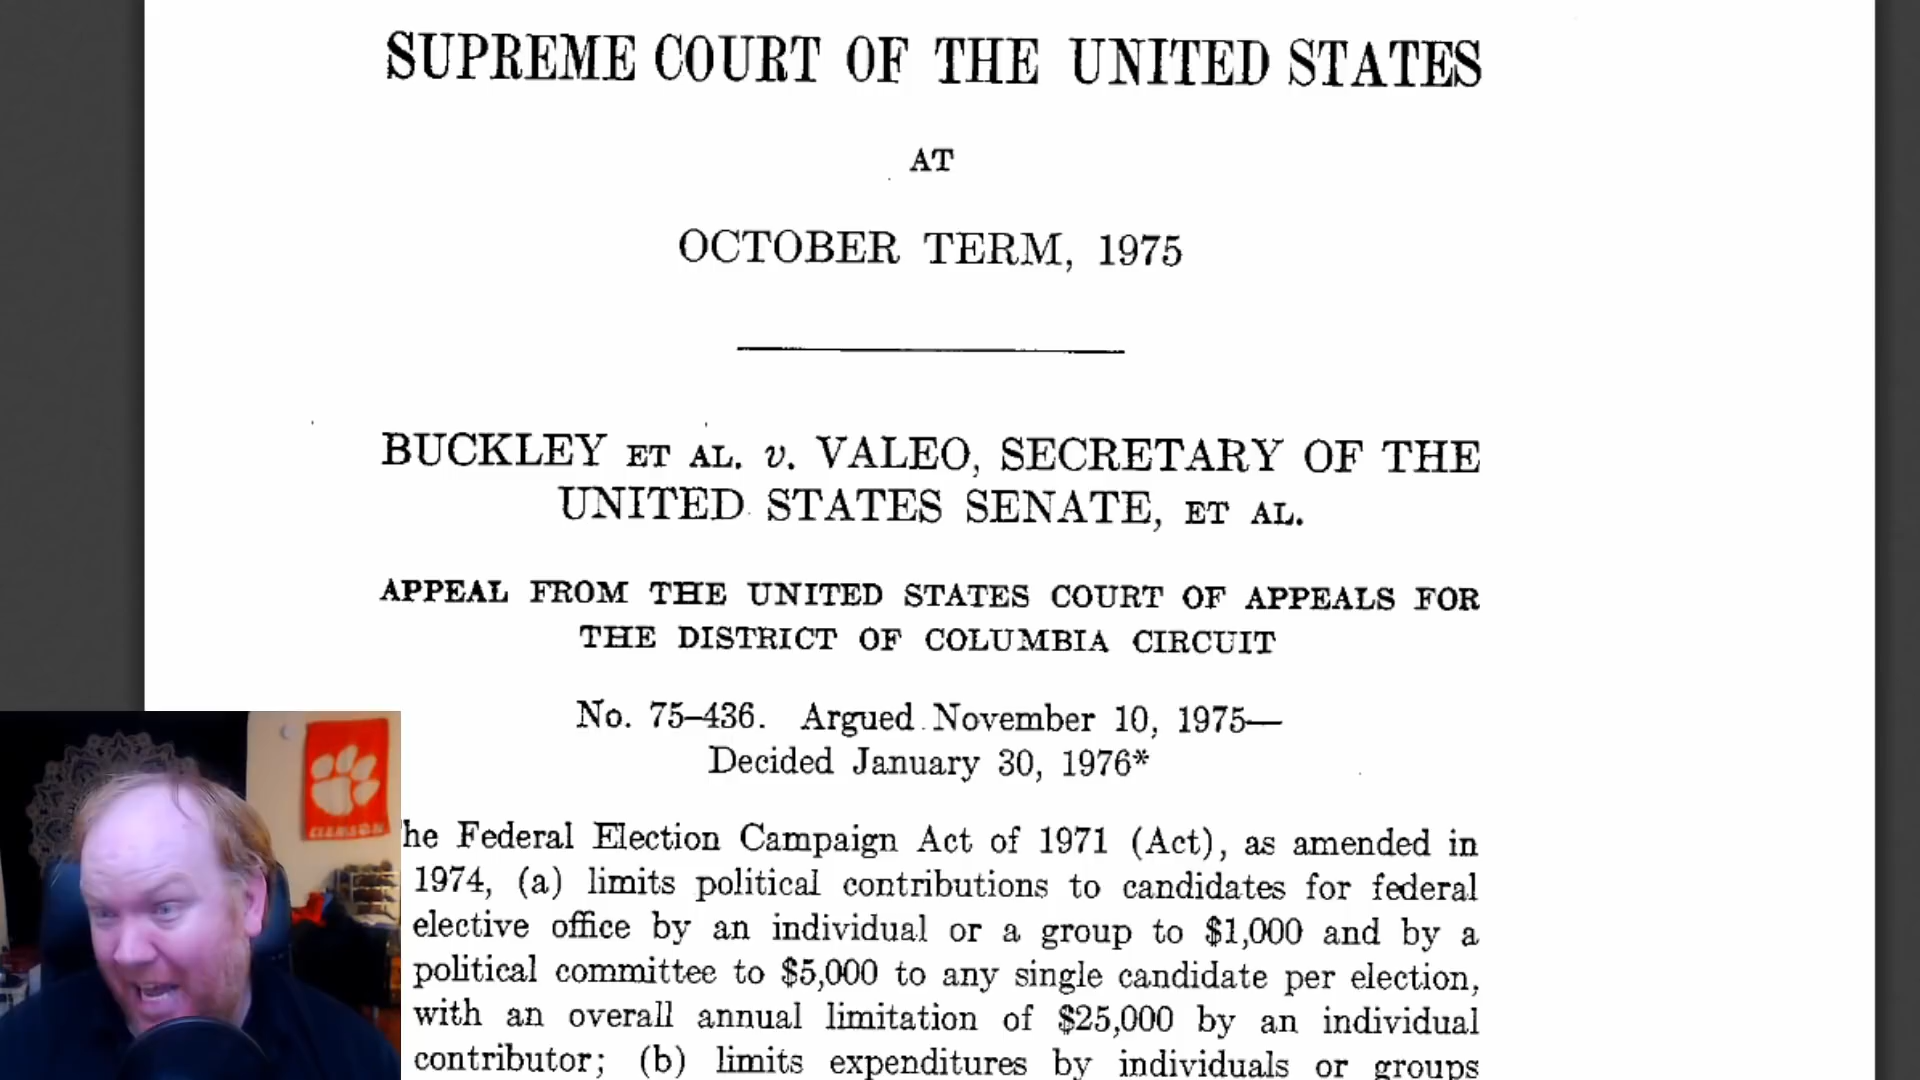 SUPREME COURT OF THE UNITED STATES
AT
OCTOBER TERM, 1975
BUCKLEY ET AL. v. VALEO, SECRETARY OF THE
UNITED STATES SENATE, ET AL.
APPEAL FROM THE UNITED STATES COURT OF APPEALS FOR
THE DISTRICT OF COLUMBIA CIRCUIT
No. 75–436. Argued November 10, 1975—
Decided January 30, 1976*
he Federal Election Campaign Act of 1971 (Act), as amended in
1974, (a) limits political contributions to candidates for federal
elective office by an individual or a group to $1,000 and by a
political committee to $5,000 to any single candidate per election,
with an overall annual limitation of $25,000 by an individual
contributor; (b) limits expenditures by individuals or groups
CLEMSON